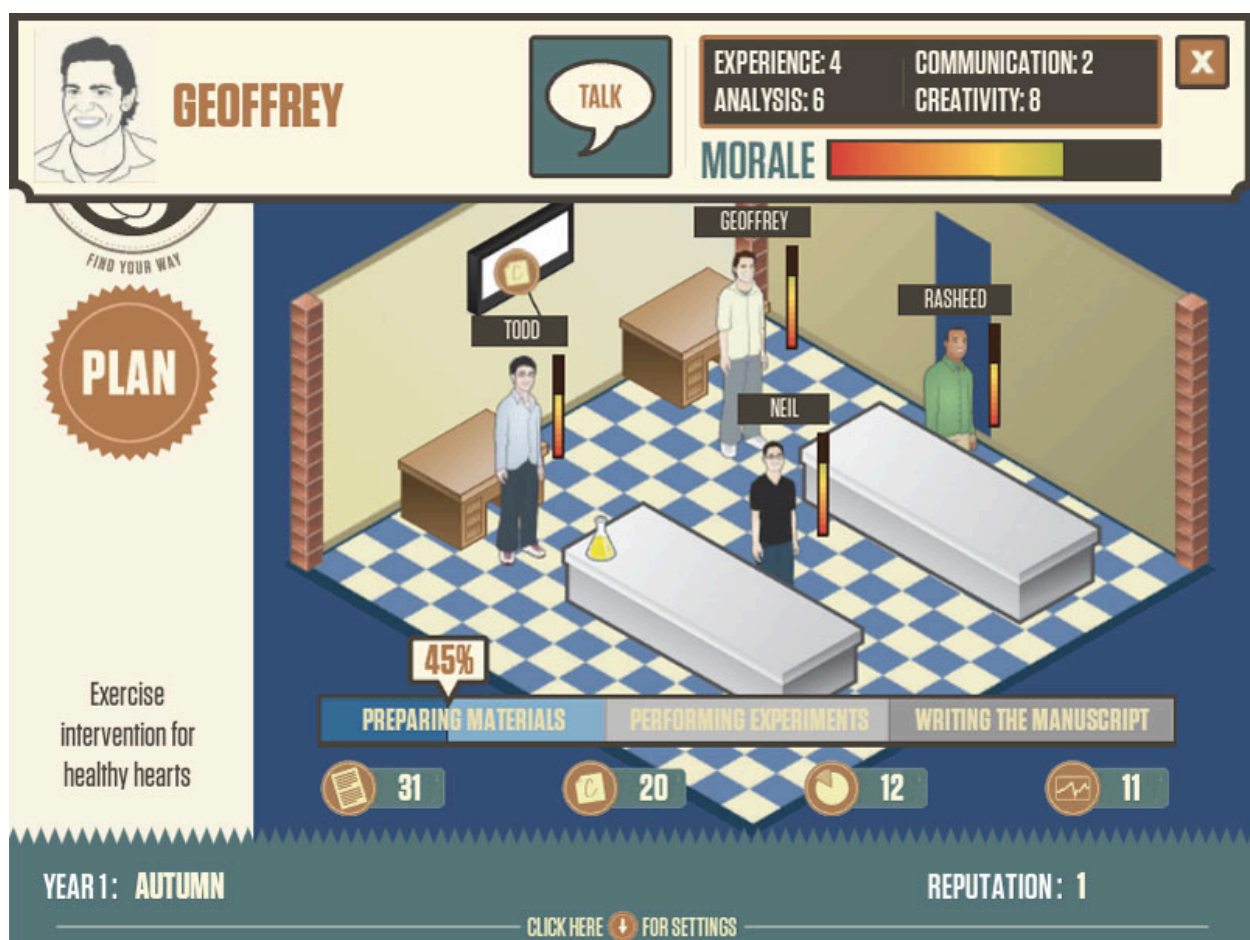 GEOFFREY
TALK
EXPERIENCE: 4
COMMUNICATION: 2
ANALYSIS: 6
CREATIVITY: 8
X
MORALE
FIND YOUR WAY
PLAN
GEOFFREY
RASHEED
TODD
NEIL
C
45%
PREPARING MATERIALS
PERFORMING EXPERIMENTS
WRITING THE MANUSCRIPT
31
C
20
12
11
Exercise
intervention for
healthy hearts
YEAR 1: AUTUMN
REPUTATION: 1
CLICK HERE FOR SETTINGS